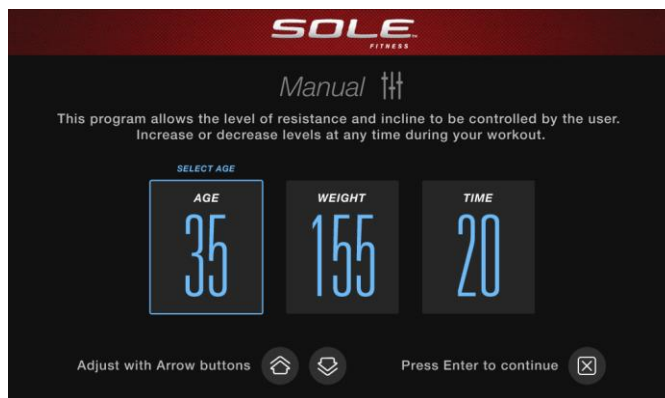 SOLE
FITNESS
Manual
This program allows the level of resistance and incline to be controlled by the user.
Increase or decrease levels at any time during your workout.
SELECT AGE
AGE
35
WEIGHT
155
TIME
20
Adjust with Arrow buttons
Press Enter to continue